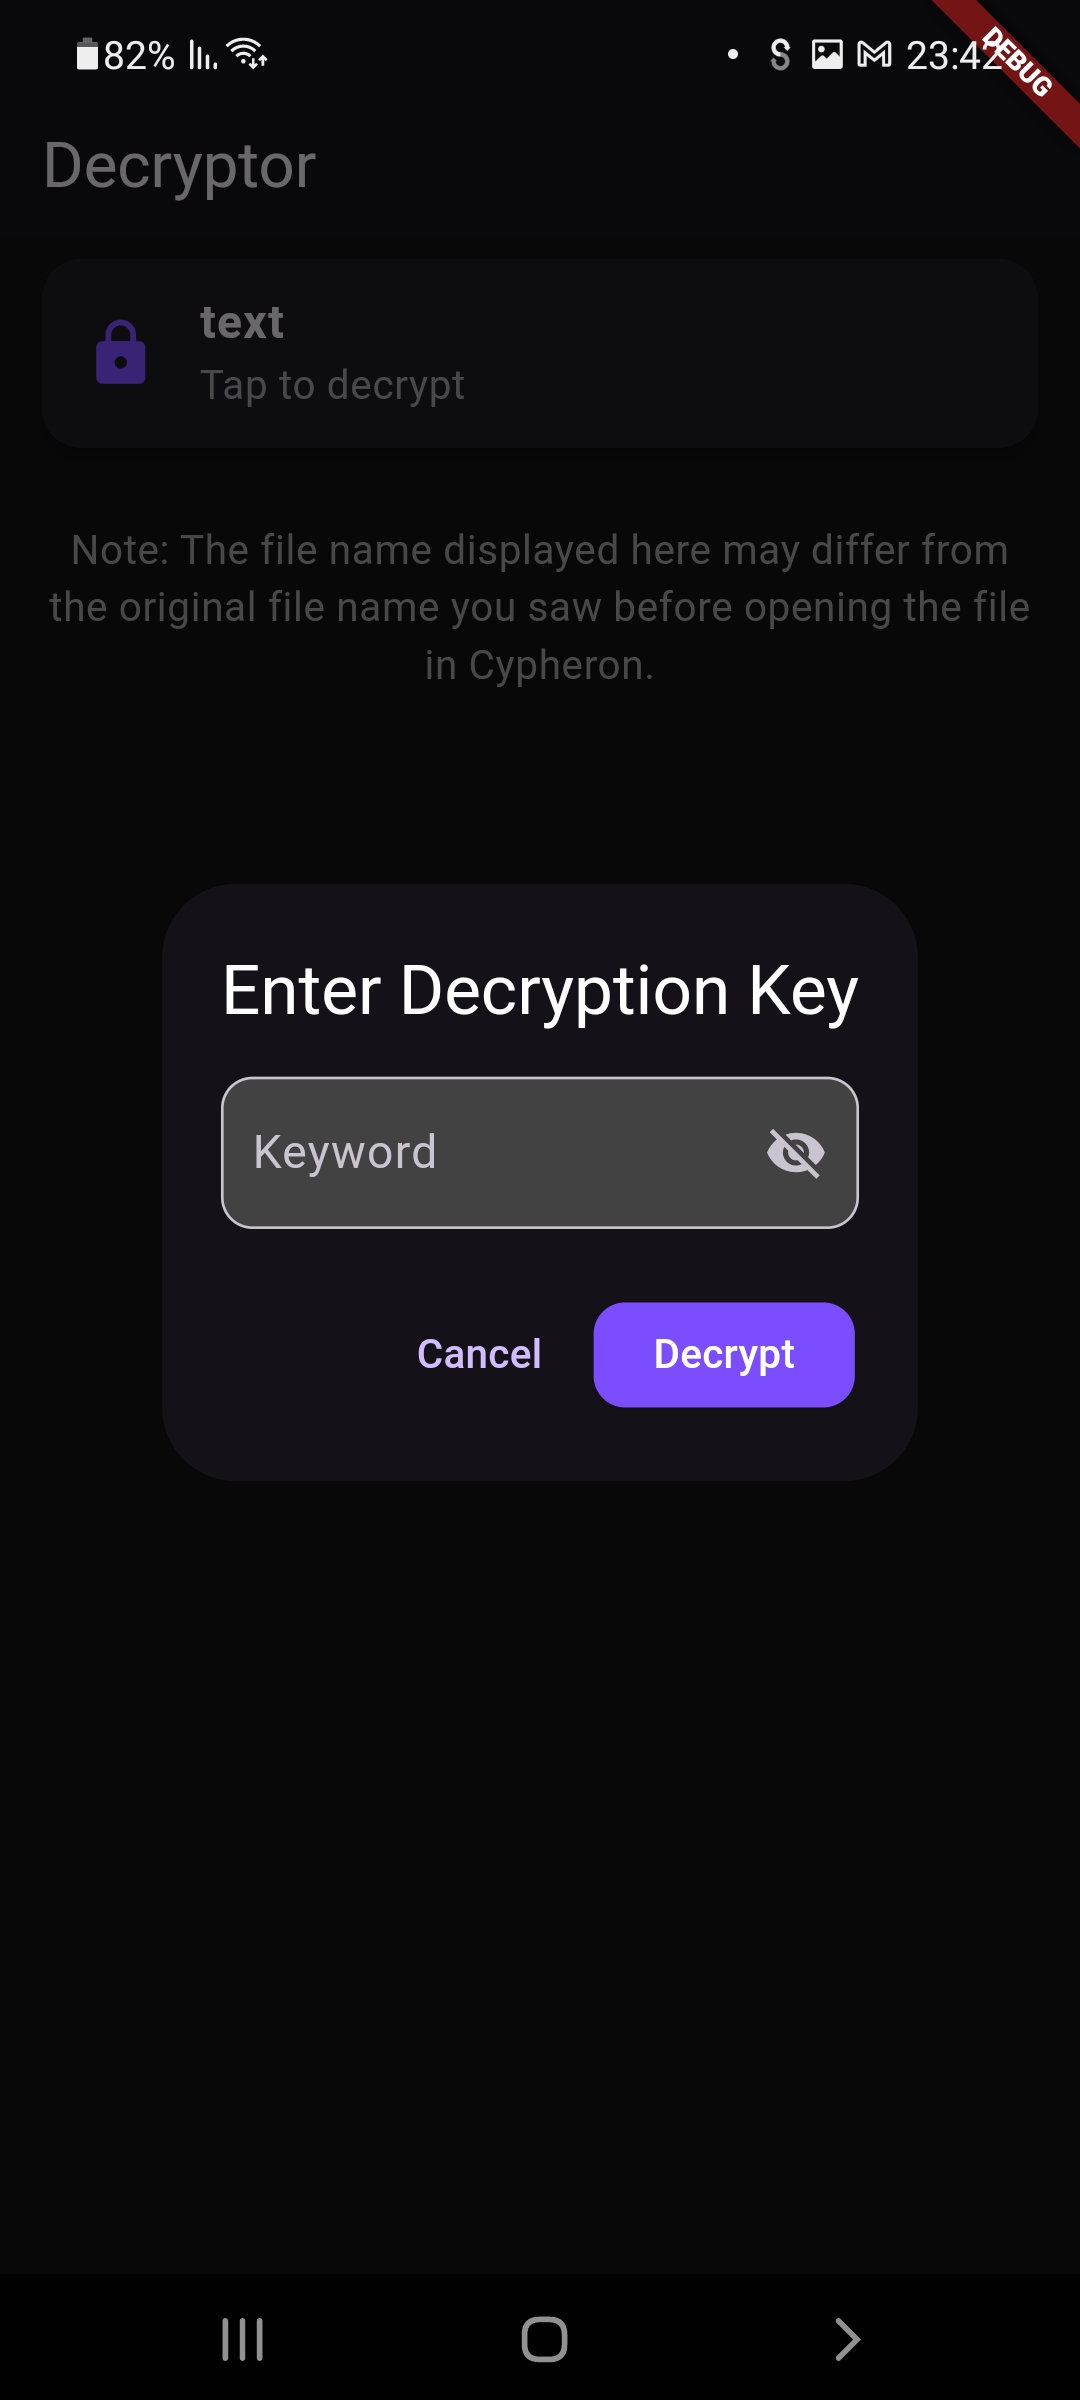 82%
23:42
DEBUG
Decryptor
text
Tap to decrypt
Note: The file name displayed here may differ from
the original file name you saw before opening the file
in Cypheron.
Enter Decryption Key
Keyword
Cancel
Decrypt